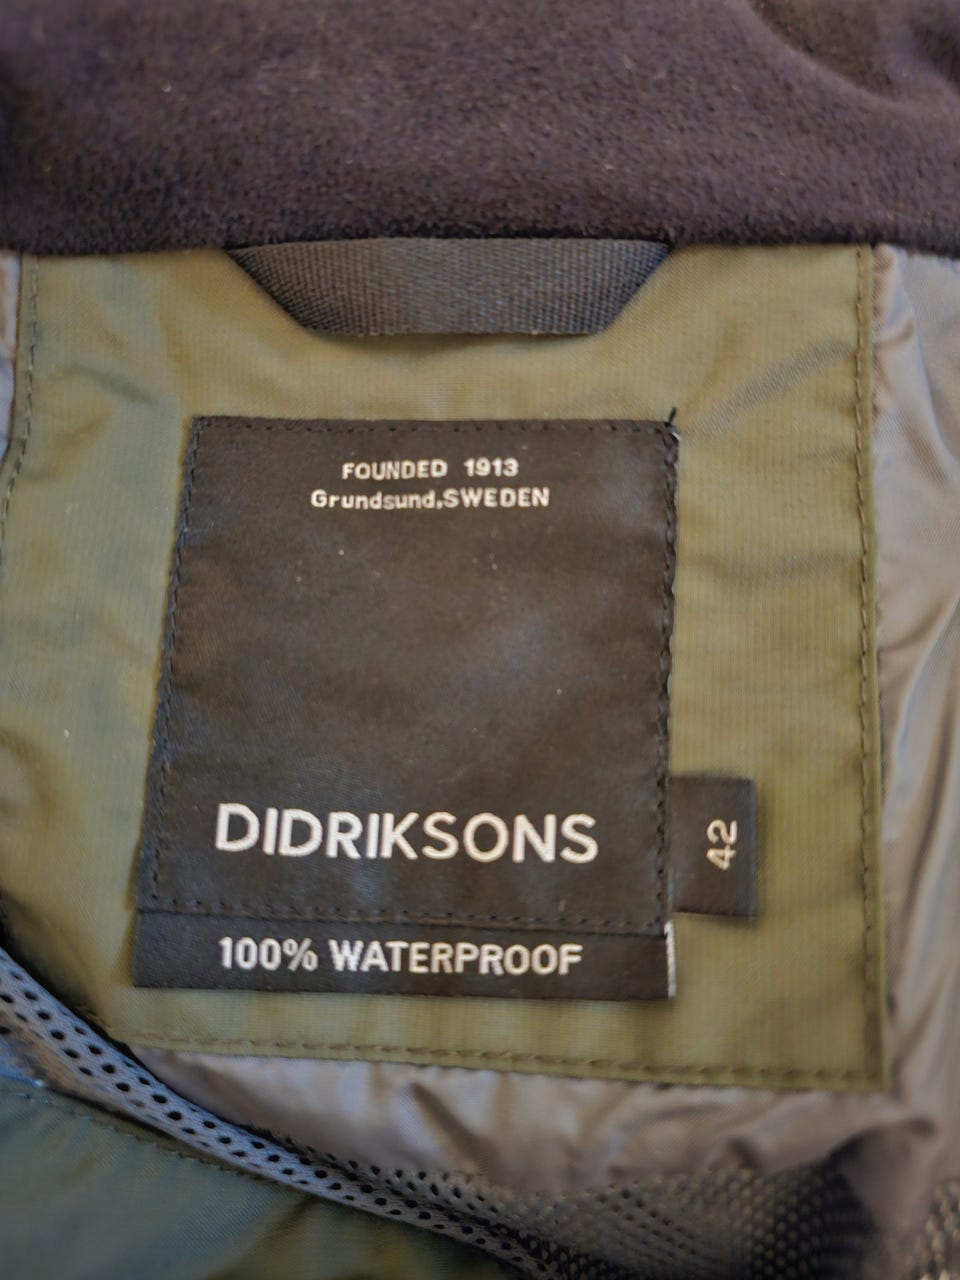 FOUNDED 1913
Grundsund,SWEDEN
DIDRIKSONS
42
100% WATERPROOF